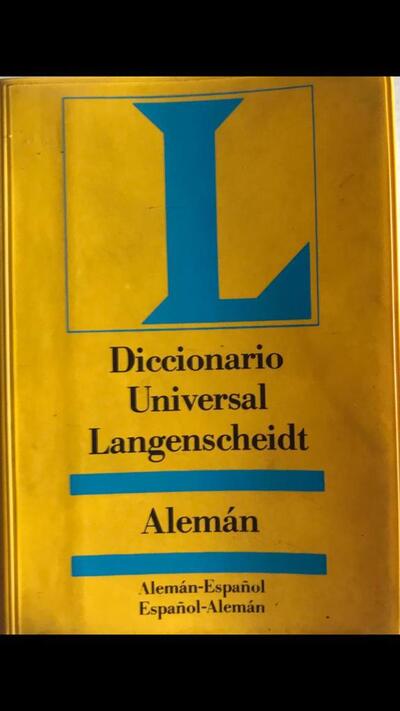 L
Diccionario
Universal
Langenscheidt
Alemán
Alemán-Español
Español-Alemán